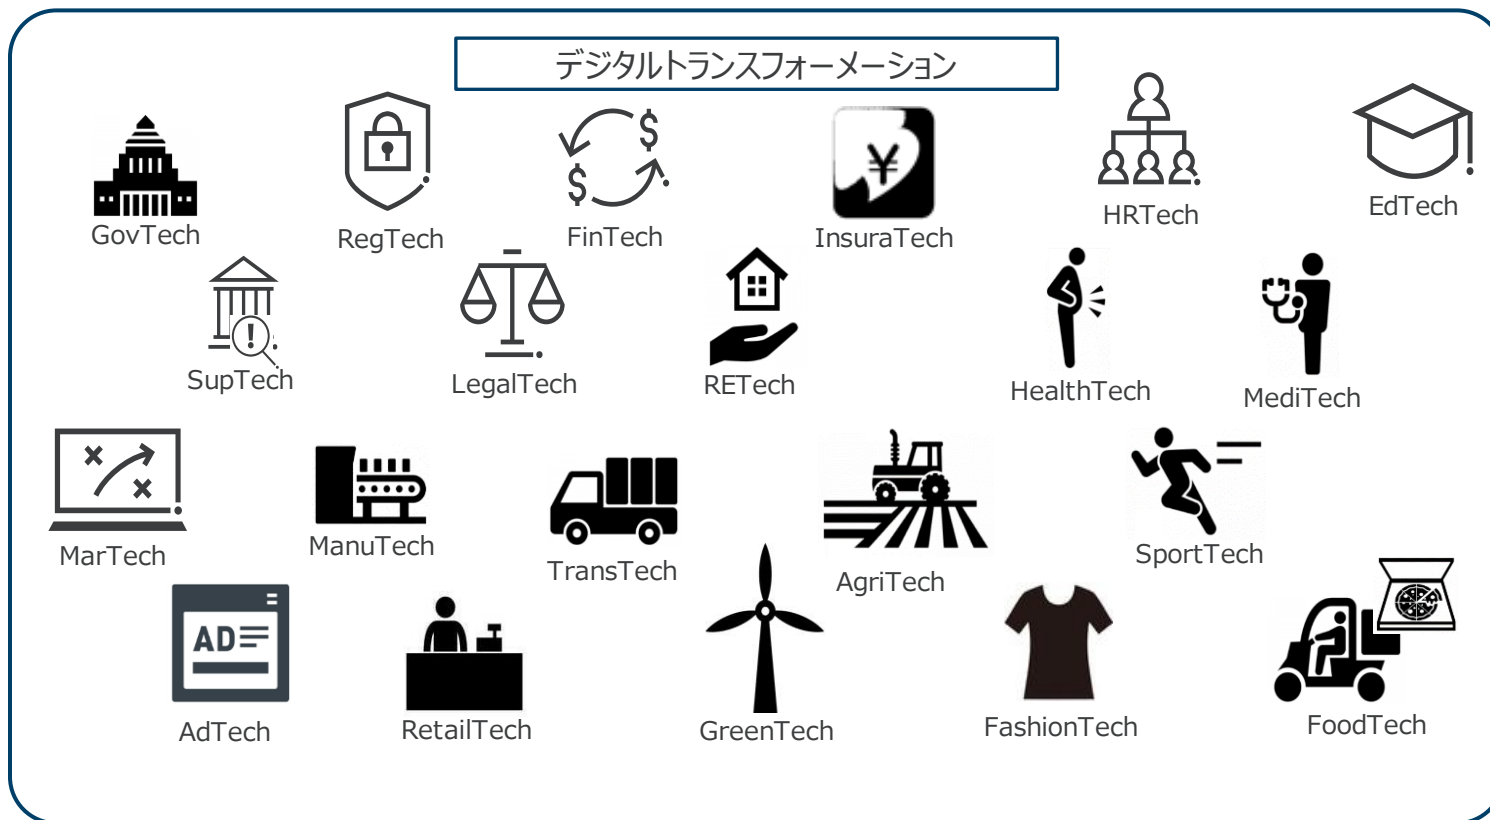 デジタルトランスフォーメーション
GovTech
RegTech
FinTech
¥
InsuraTech
HRTech
EdTech
$
$
SupTech
!
LegalTech
RETech
HealthTech
MediTech
MarTech
ManuTech
TransTech
AgriTech
SportTech
AD
AdTech
RetailTech
GreenTech
FashionTech
FoodTech